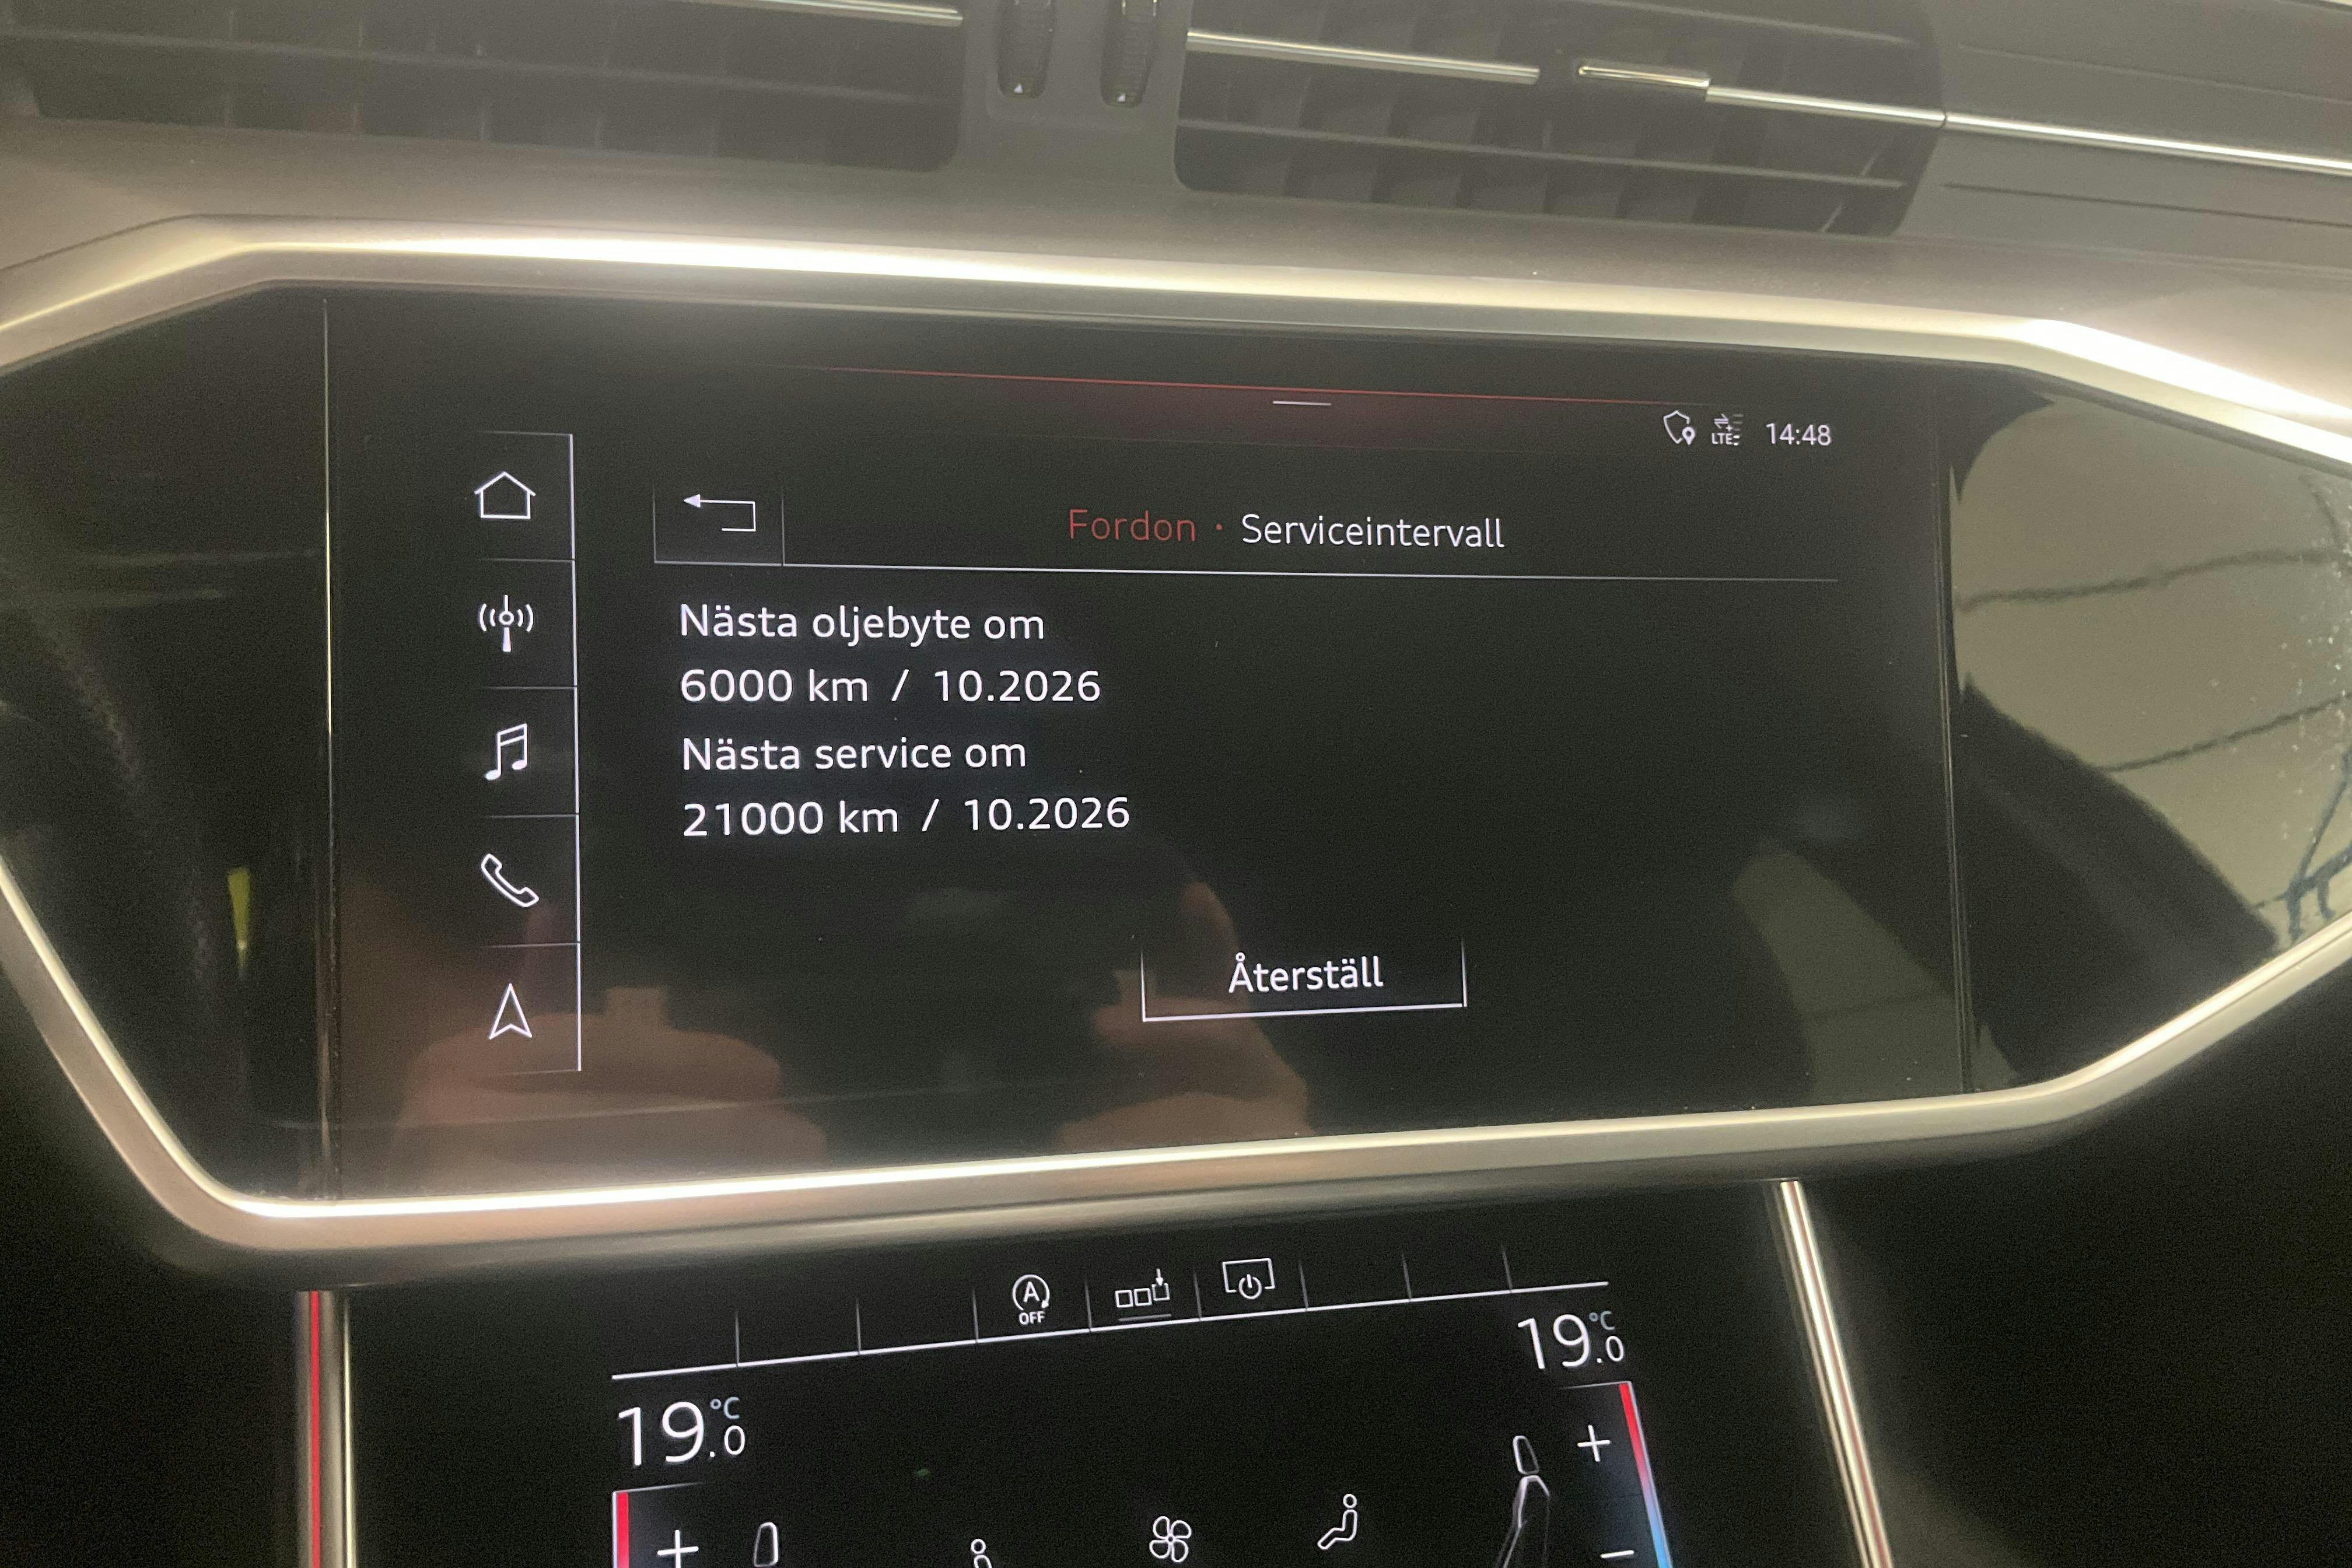 LTE 14:48
Fordon · Serviceintervall
Nästa oljebyte om
6000 km / 10.2026
Nästa service om
21000 km / 10.2026
Återställ
A
OFF
19.0 °C
19.0 °C